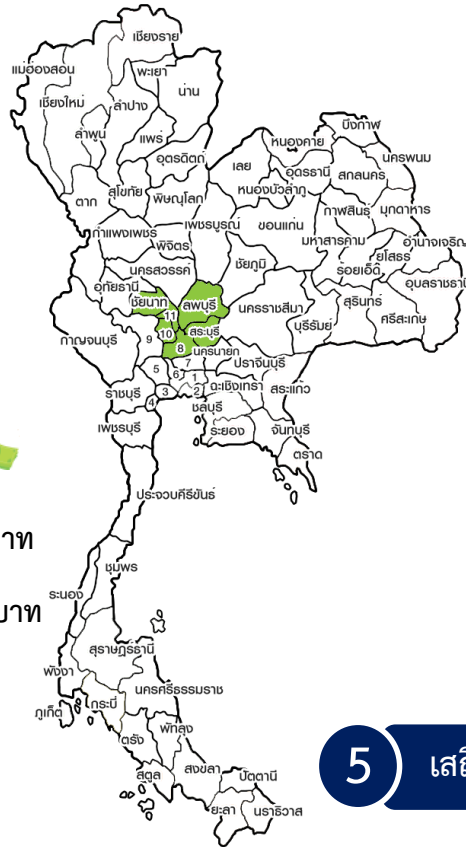 เชียงราย
แม่ฮ่องสอน
พะเยา
เชียงใหม่
ลำปาง
น่าน
ลำพูน
แพร่
บึงกาฬ
หนองคาย
นครพนม
อุตรดิตถ์
เลย
อุดรธานี
สกลนคร
ตาก
สุโขทัย
พิษณุโลก
หนองบัวลำภู
กำแพงเพชร
เพชรบูรณ์
ขอนแก่น
กาฬสินธุ์
มุกดาหาร
พิจิตร
มหาสารคาม
อำนาจเจริญ
นครสวรรค์
ชัยภูมิ
ร้อยเอ็ด
ยโสธร
อุทัยธานี
อุบลราชธานี
ชัยนาท
ลพบุรี
นครราชสีมา
สุรินทร์
ศรีสะเกษ
11
สระบุรี
บุรีรัมย์
กาญจนบุรี
9
10
8
นครนายก
7
ปราจีนบุรี
5
6
1
ฉะเชิงเทรา
สระแก้ว
ราชบุรี
3
2
4
ชลบุรี
เพชรบุรี
ระยอง
จันทบุรี
ตราด
ประจวบคีรีขันธ์
าท
ชุมพร
ระนอง
บาท
สุราษฎร์ธานี
พังงา
นครศรีธรรมราช
กระบี่
ภูเก็ต
พัทลุง
ตรัง
สตูล
สงขลา
ปัตตานี
ยะลา
นราธิวาส
5